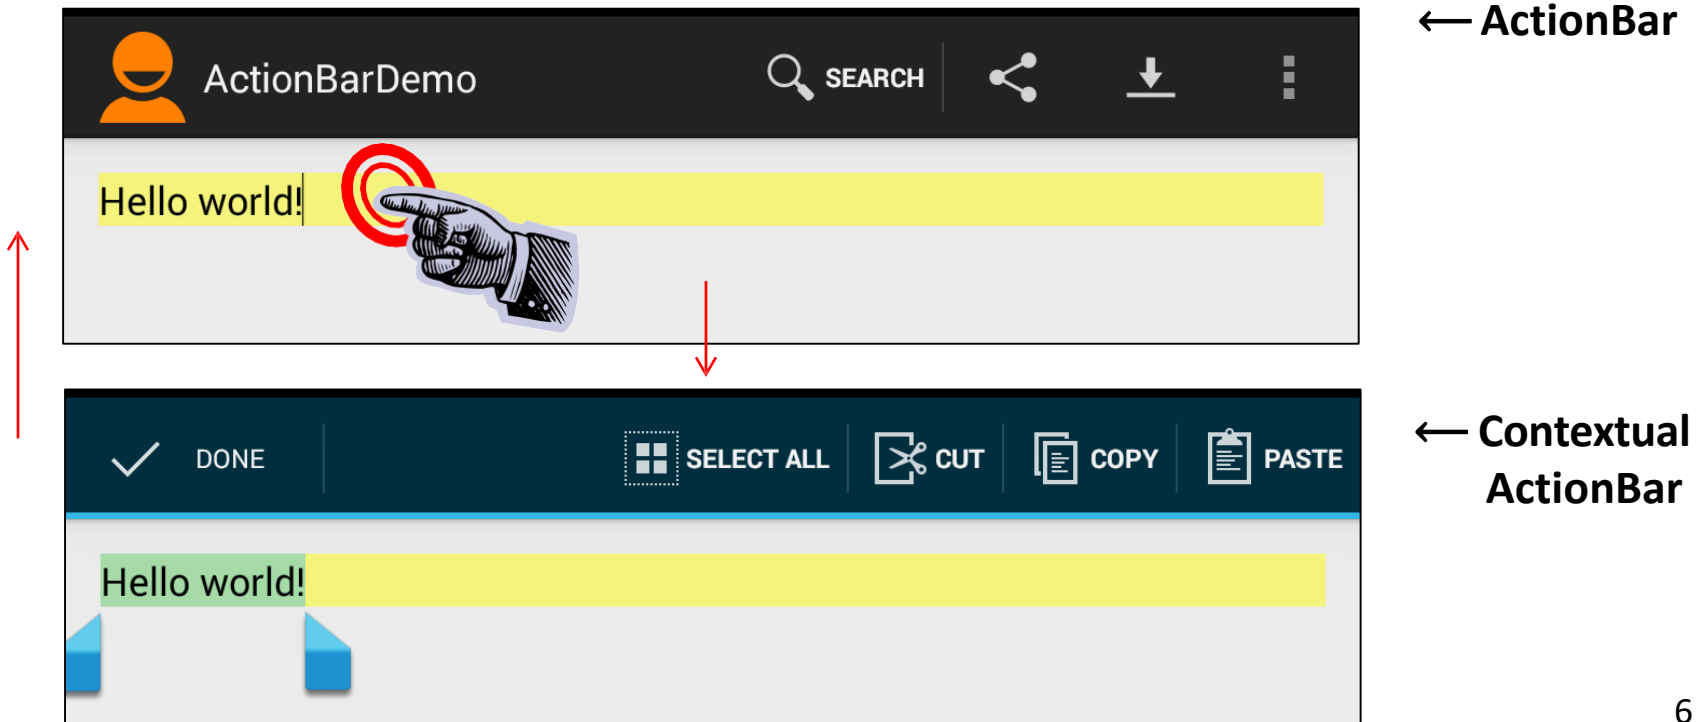 ← ActionBar
ActionBarDemo SEARCH
Hello world!
DONE SELECT ALL CUT COPY PASTE
← Contextual
ActionBar
Hello world!
6